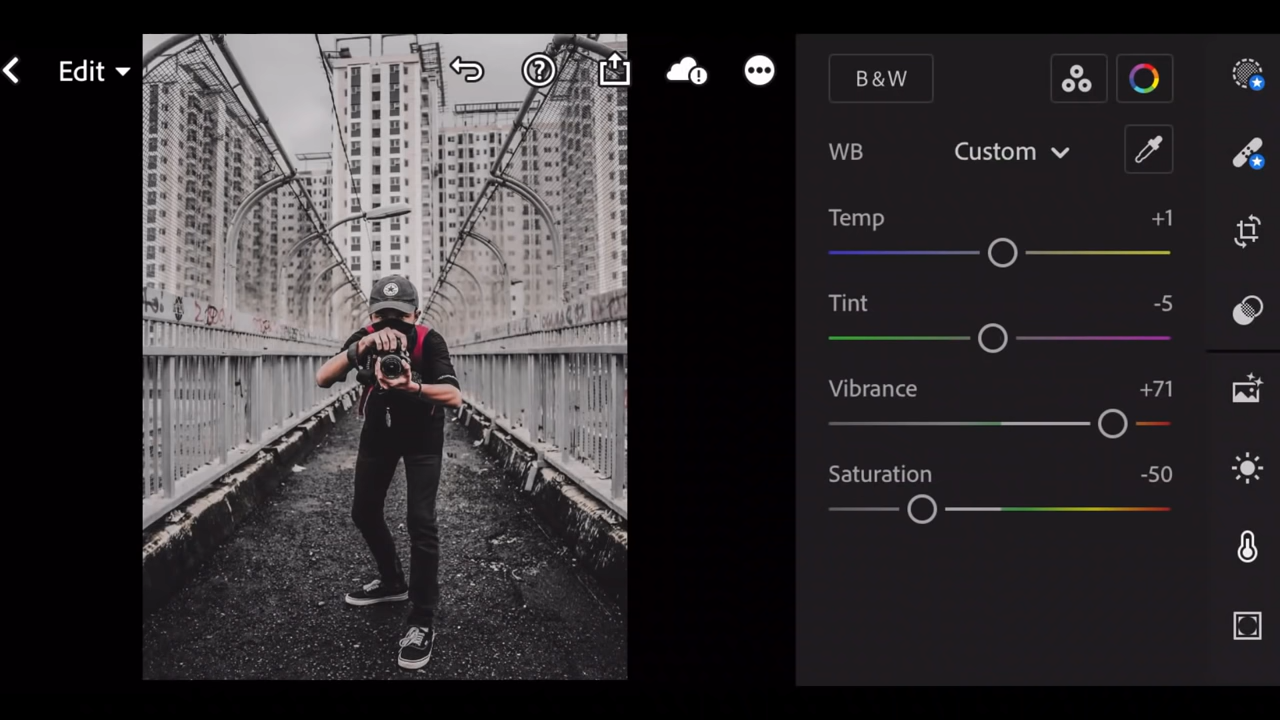 Edit
B&W
WB
Custom
Temp
+1
Tint
-5
Vibrance
+71
Saturation
-50